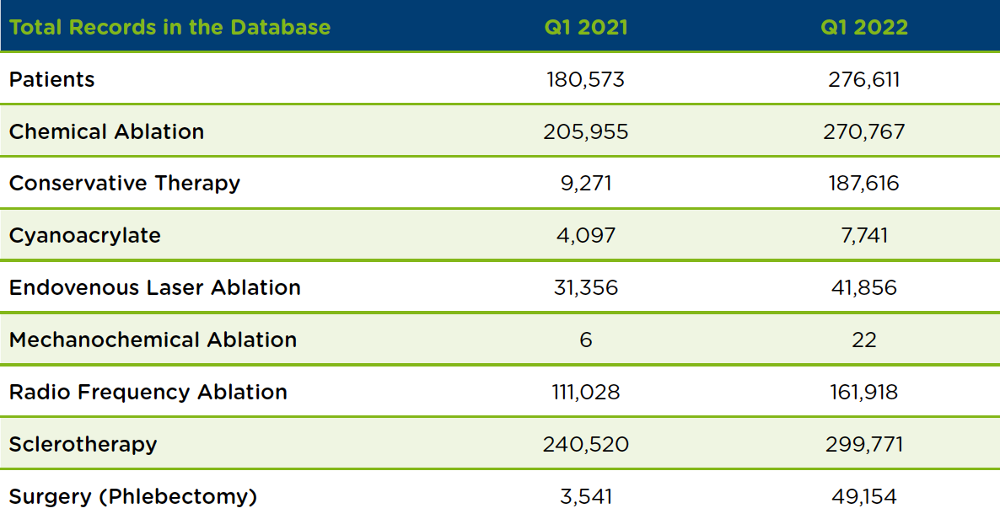 Total Records in the Database Q1 2021 Q1 2022
Patients 180,573 276,611
Chemical Ablation 205,955 270,767
Conservative Therapy 9,271 187,616
Cyanoacrylate 4,097 7,741
Endovenous Laser Ablation 31,356 41,856
Mechanochemical Ablation 6 22
Radio Frequency Ablation 111,028 161,918
Sclerotherapy 240,520 299,771
Surgery (Phlebectomy) 3,541 49,154